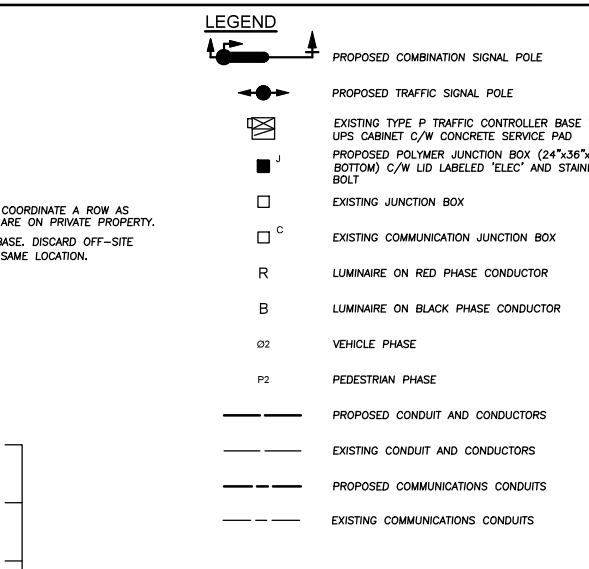 LEGEND
PROPOSED COMBINATION SIGNAL POLE
PROPOSED TRAFFIC SIGNAL POLE
EXISTING TYPE P TRAFFIC CONTROLLER BASE
UPS CABINET C/W CONCRETE SERVICE PAD
J
PROPOSED POLYMER JUNCTION BOX (24"x36"x
BOTTOM) C/W LID LABELED 'ELEC' AND STAINL
BOLT
EXISTING JUNCTION BOX
C
EXISTING COMMUNICATION JUNCTION BOX
R
LUMINAIRE ON RED PHASE CONDUCTOR
B
LUMINAIRE ON BLACK PHASE CONDUCTOR
Ø2
VEHICLE PHASE
P2
PEDESTRIAN PHASE
PROPOSED CONDUIT AND CONDUCTORS
EXISTING CONDUIT AND CONDUCTORS
PROPOSED COMMUNICATIONS CONDUITS
EXISTING COMMUNICATIONS CONDUITS
COORDINATE A ROW AS
ARE ON PRIVATE PROPERTY.
BASE. DISCARD OFF-SITE
SAME LOCATION.